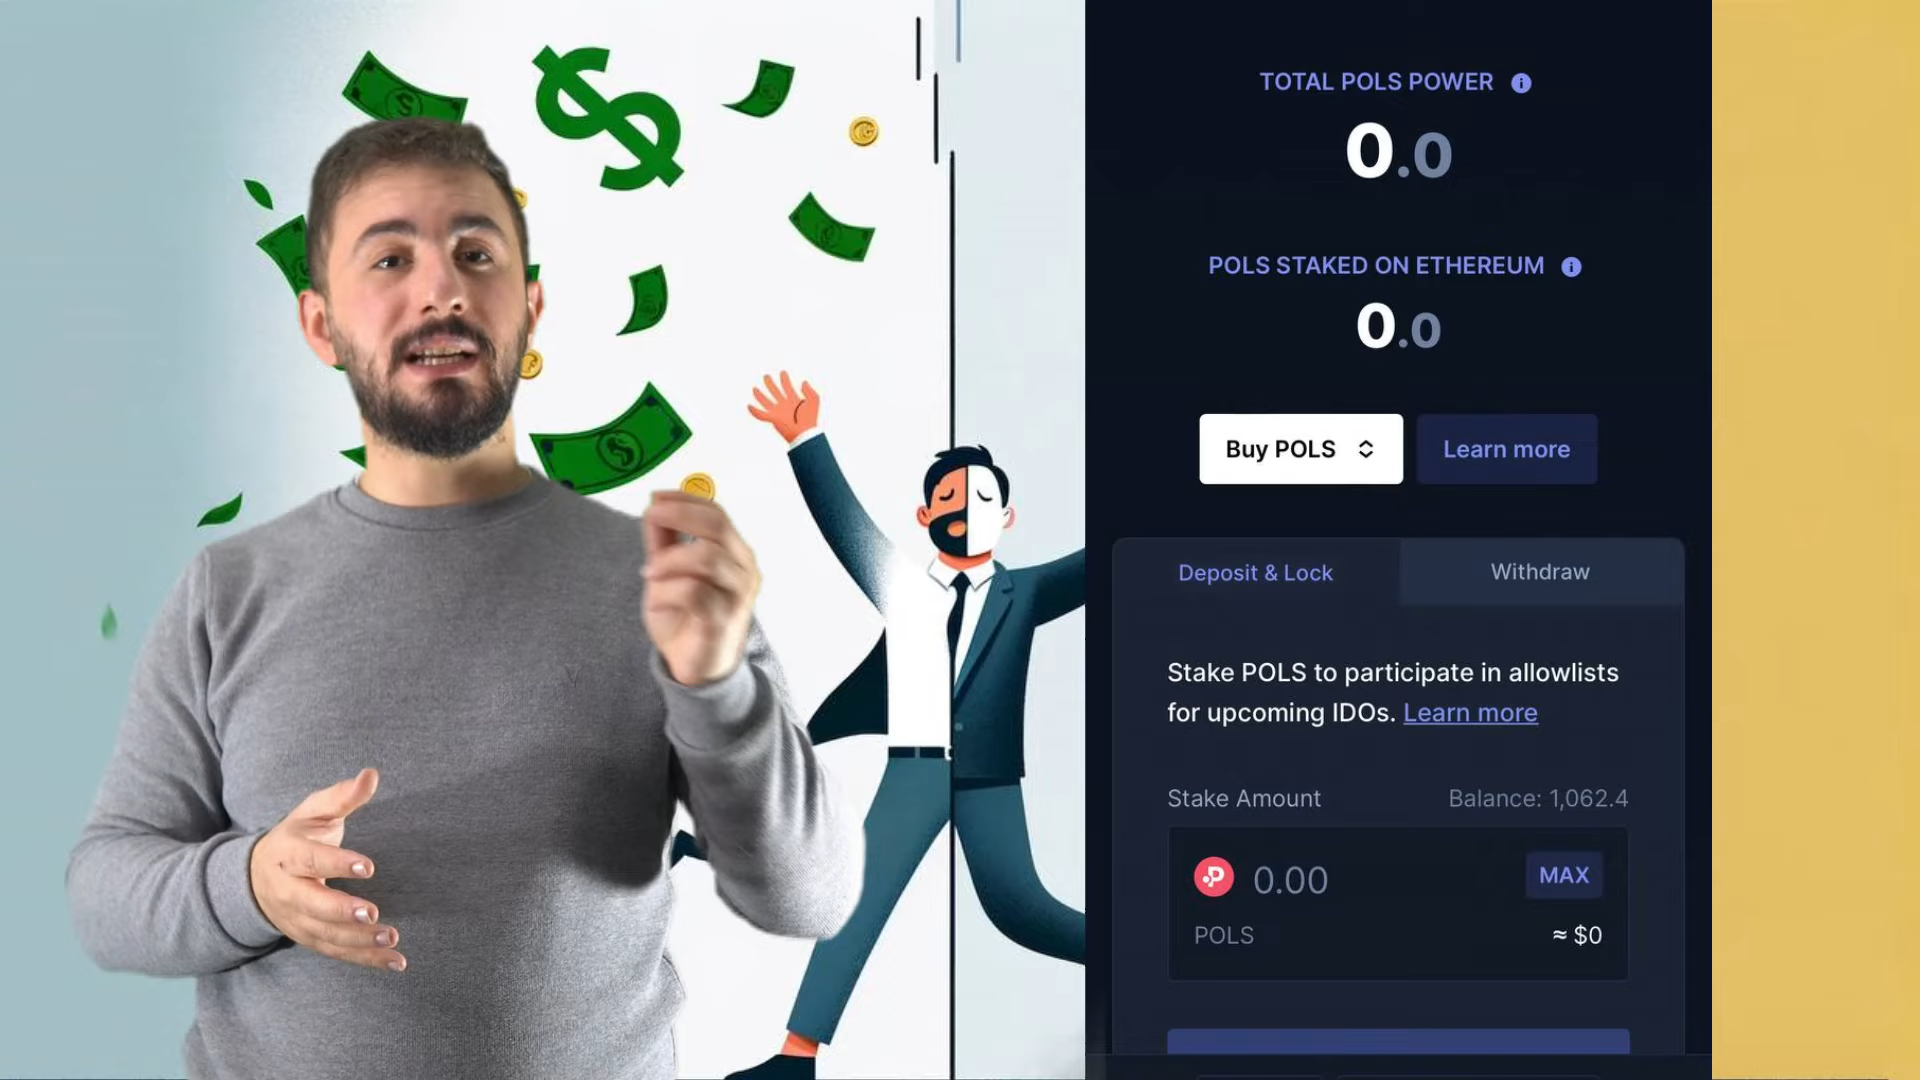 TOTAL POLS POWER
0.0
POLS STAKED ON ETHEREUM
0.0
Buy POLS
Learn more
Deposit & Lock
Withdraw
Stake POLS to participate in allowlists
for upcoming IDOs. Learn more
Stake Amount
Balance: 1,062.4
0.00
MAX
POLS
≈ $0